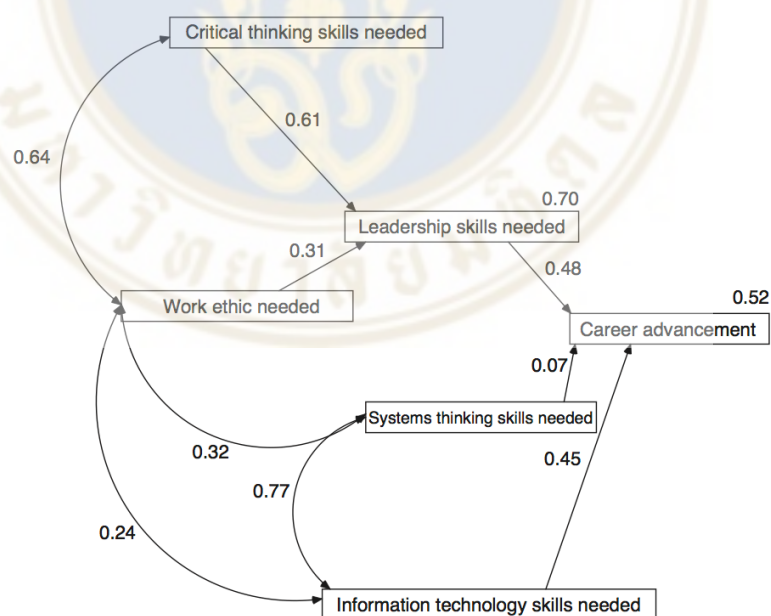 Critical thinking skills needed
0.61
0.64
0.70
Leadership skills needed
0.31
0.48
Work ethic needed
0.52
Career advancement
0.07
Systems thinking skills needed
0.32
0.45
0.77
0.24
Information technology skills needed